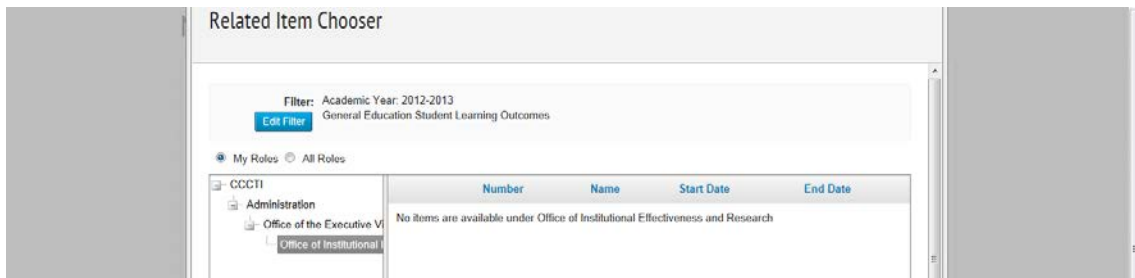 Related Item Chooser
Filter: Academic Year: 2012-2013
Edit Filter General Education Student Learning Outcomes
My Roles All Roles
CCCTI
Number Name Start Date End Date
Administration
No items are available under Office of Institutional Effectiveness and Research
Office of the Executive Vi
Office of Institutional I